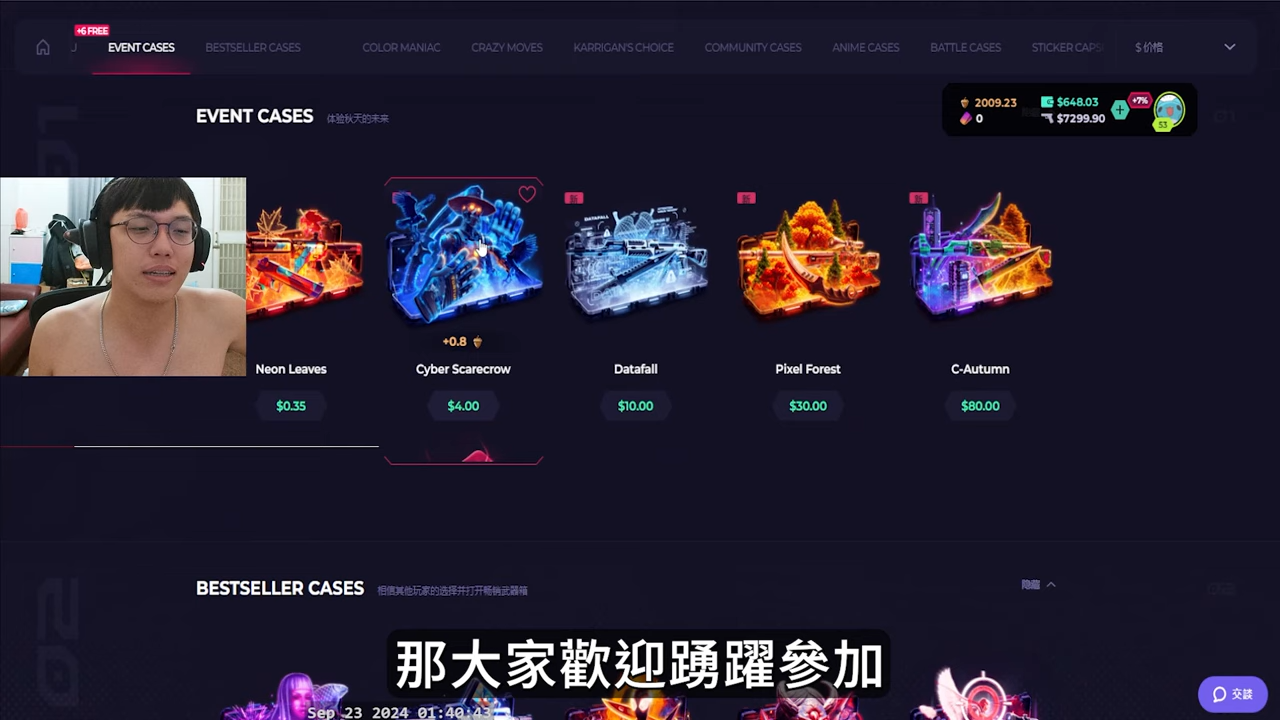 +6 FREE
EVENT CASES
BESTSELLER CASES
COLOR MANIAC
CRAZY MOVES
KARRIGAN'S CHOICE
COMMUNITY CASES
ANIME CASES
BATTLE CASES
STICKER CAPS
$ 价格
EVENT CASES
体验秋天的未来
2009.23
$648.03
+7%
0
$7299.90
53
新
新
新
DATAFALL
+0.8
Neon Leaves
Cyber Scarecrow
Datafall
Pixel Forest
C-Autumn
$0.35
$4.00
$10.00
$30.00
$80.00
BESTSELLER CASES
相信其他玩家的选择并打开畅销武器箱
隐藏
02
那大家歡迎踴躍參加
交談
Sep 23 2024 01:40:43